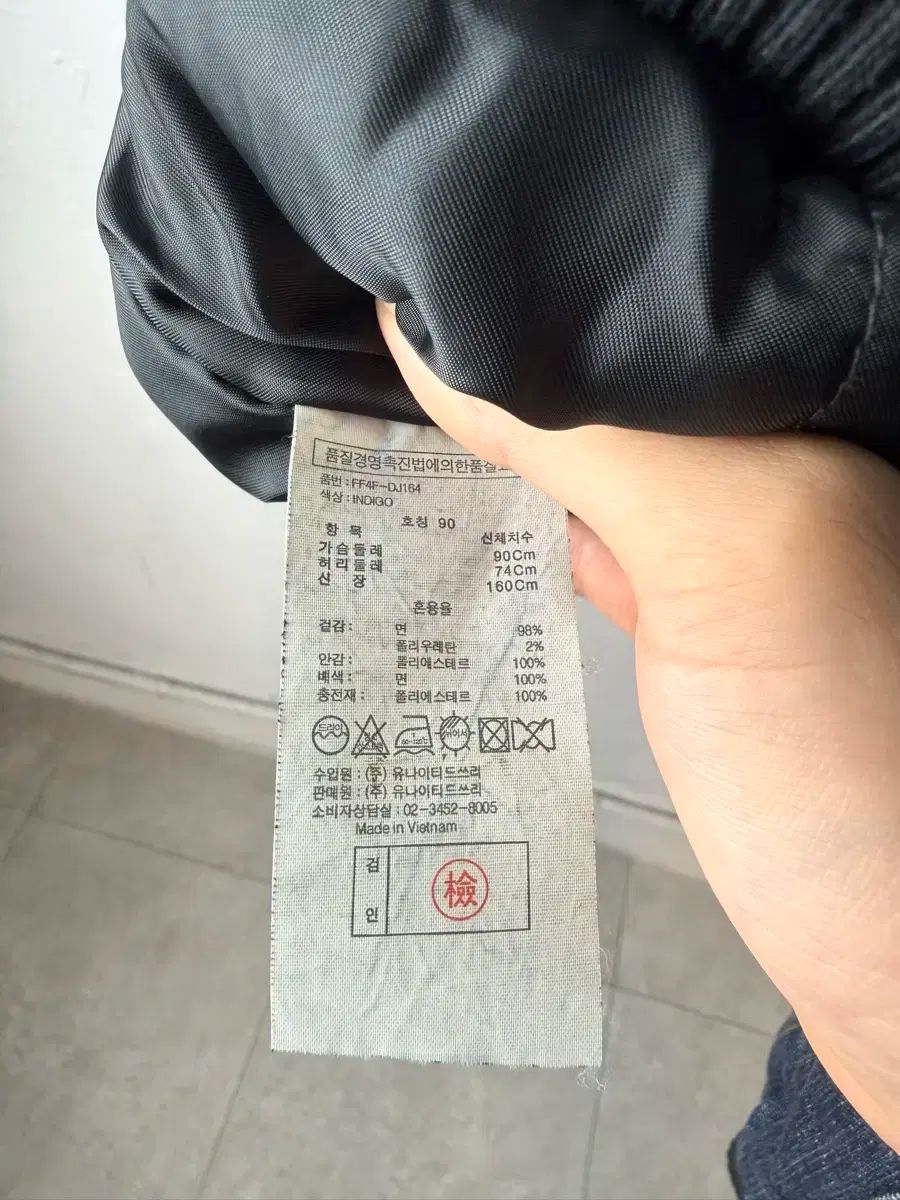 품질경영촉진법에의한품질
품번 : FF4F-DJ164
색상 : INDIGO
호칭 90
항 목 신체치수
가슴둘레 90Cm
허리둘레 74Cm
신 장 160Cm
혼용율
겉감 : 면 98%
폴리우레탄 2%
안감 : 폴리에스테르 100%
배색 : 면 100%
충전재 : 폴리에스테르 100%
드라이
수입원 : (주) 유나이티드쓰리
판매원 : (주) 유나이티드쓰리
소비자상담실 : 02-3452-8005
Made in Vietnam
검 인
檢